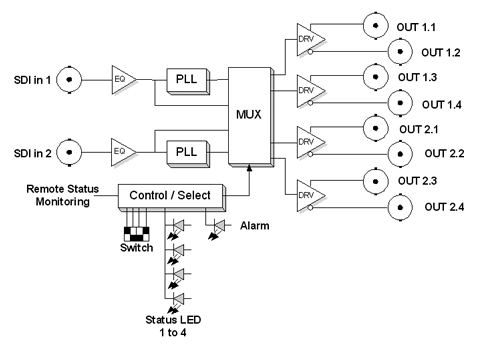 OUT 1.1
DRV
OUT 1.2
SDI in 1
EQ
PLL
OUT 1.3
DRV
MUX
OUT 1.4
OUT 2.1
DRV
SDI in 2
EQ
PLL
OUT 2.2
OUT 2.3
Remote Status
Monitoring
Control / Select
DRV
OUT 2.4
Switch
Alarm
Status LED
1 to 4